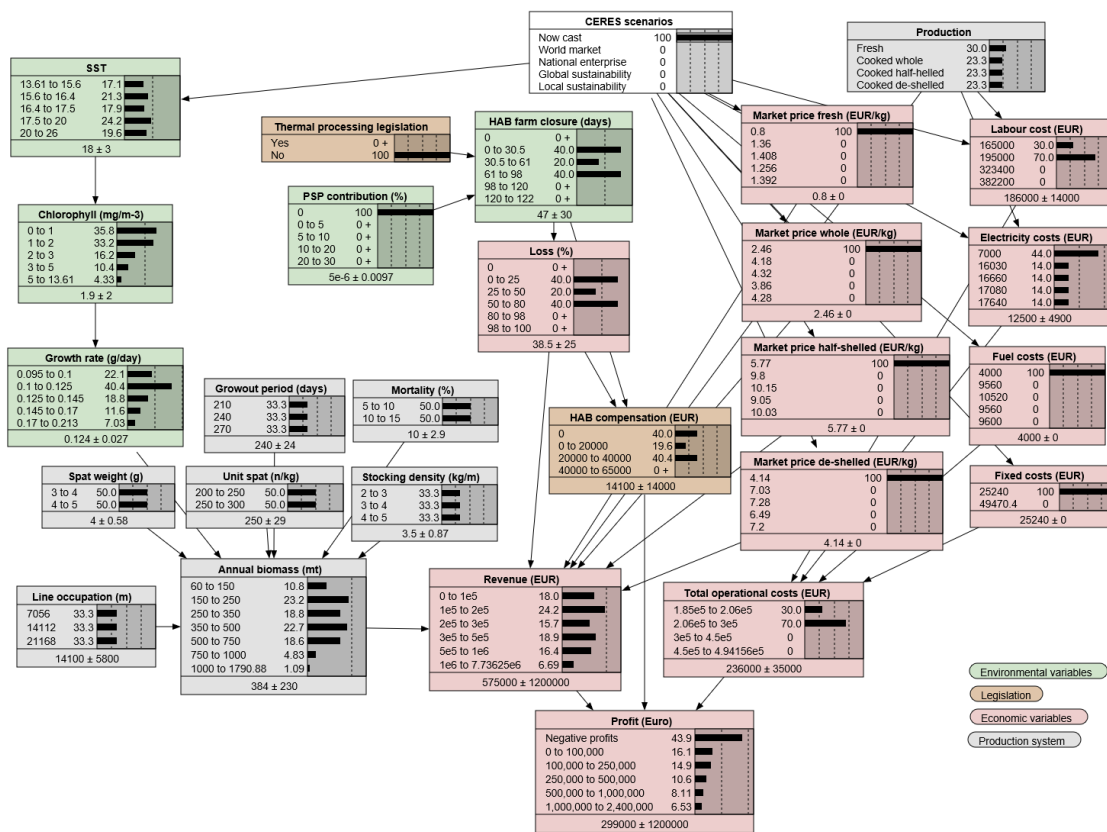 CERES scenarios
Now cast 100
World market 0
National enterprise 0
Global sustainability 0
Local sustainability 0
Production
Fresh 30.0
Cooked whole 23.3
Cooked half-helled 23.3
Cooked de-shelled 23.3
SST
13.61 to 15.6 17.1
15.6 to 16.4 21.3
16.4 to 17.5 17.9
17.5 to 20 24.2
20 to 26 19.6
18 ± 3
Thermal processing legislation
Yes 0 +
No 100
HAB farm closure (days)
0 0 +
0 to 30.5 40.0
30.5 to 61 20.0
61 to 98 40.0
98 to 120 0 +
120 to 122 0 +
47 ± 30
Market price fresh (EUR/kg)
0.8 100
1.36 0
1.408 0
1.256 0
1.392 0
0.8 ± 0
Labour cost (EUR)
165000 30.0
195000 70.0
323400 0
382200 0
186000 ± 14000
PSP contribution (%)
0 100
0 to 5 0 +
5 to 10 0 +
10 to 20 0 +
20 to 30 0 +
5e-6 ± 0.0097
Chlorophyll (mg/m-3)
0 to 1 35.8
1 to 2 33.2
2 to 3 16.2
3 to 5 10.4
5 to 13.61 4.33
1.9 ± 2
Loss (%)
0 0 +
0 to 25 40.0
25 to 50 20.0
50 to 80 40.0
80 to 98 0 +
98 to 100 0 +
38.5 ± 25
Market price whole (EUR/kg)
2.46 100
4.18 0
4.32 0
3.86 0
4.28 0
2.46 ± 0
Electricity costs (EUR)
7000 44.0
16030 14.0
16660 14.0
17080 14.0
17640 14.0
12500 ± 4900
Growth rate (g/day)
0.095 to 0.1 22.1
0.1 to 0.125 40.4
0.125 to 0.145 18.8
0.145 to 0.17 11.6
0.17 to 0.213 7.03
0.124 ± 0.027
Growout period (days)
210 33.3
240 33.3
270 33.3
240 ± 24
Mortality (%)
5 to 10 50.0
10 to 15 50.0
10 ± 2.9
Market price half-shelled (EUR/kg)
5.77 100
9.8 0
10.15 0
9.05 0
10.03 0
5.77 ± 0
Fuel costs (EUR)
4000 100
9560 0
10520 0
9560 0
9600 0
4000 ± 0
HAB compensation (EUR)
0 40.0
0 to 20000 19.6
20000 to 40000 40.4
40000 to 65000 0 +
14100 ± 14000
Spat weight (g)
3 to 4 50.0
4 to 5 50.0
4 ± 0.58
Unit spat (n/kg)
200 to 250 50.0
250 to 300 50.0
250 ± 29
Stocking density (kg/m)
2 to 3 33.3
3 to 4 33.3
4 to 5 33.3
3.5 ± 0.87
Market price de-shelled (EUR/kg)
4.14 100
7.03 0
7.28 0
6.49 0
7.2 0
4.14 ± 0
Fixed costs (EUR)
25240 100
49470.4 0
25240 ± 0
Line occupation (m)
7056 33.3
14112 33.3
21168 33.3
14100 ± 5800
Annual biomass (mt)
60 to 150 10.8
150 to 250 23.2
250 to 350 18.8
350 to 500 22.7
500 to 750 18.6
750 to 1000 4.83
1000 to 1790.88 1.09
384 ± 230
Revenue (EUR)
0 to 1e5 18.0
1e5 to 2e5 24.2
2e5 to 3e5 15.7
3e5 to 5e5 18.9
5e5 to 1e6 16.4
1e6 to 7.73625e6 6.69
575000 ± 1200000
Total operational costs (EUR)
1.85e5 to 2.06e5 30.0
2.06e5 to 3e5 70.0
3e5 to 4.5e5 0
4.5e5 to 4.94156e5 0
236000 ± 35000
Profit (Euro)
Negative profits 43.9
0 to 100,000 16.1
100,000 to 250,000 14.9
250,000 to 500,000 10.6
500,000 to 1,000,000 8.11
1,000,000 to 2,400,000 6.53
299000 ± 1200000
Environmental variables
Legislation
Economic variables
Production system